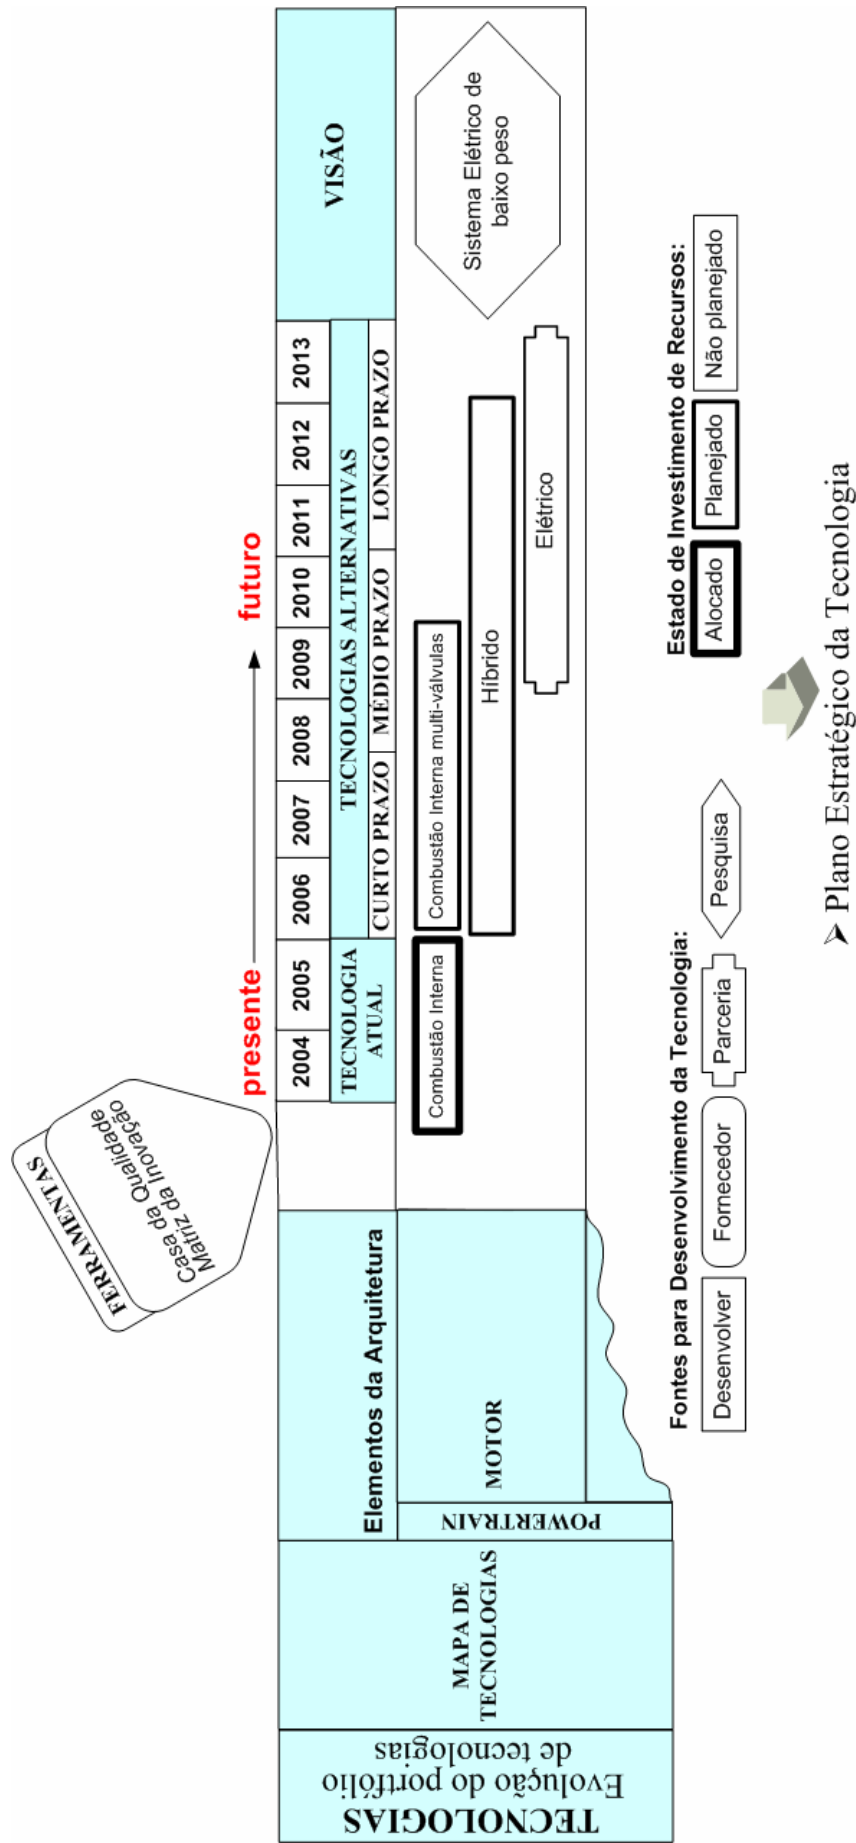 FERRAMENTAS
Casa da Qualidade
Matriz da Inovação
presente
futuro
2004
2005
2006
2007
2008
2009
2010
2011
2012
2013
VISÃO
TECNOLOGIA
ATUAL
TECNOLOGIAS ALTERNATIVAS
CURTO PRAZO
MÉDIO PRAZO
LONGO PRAZO
TECNOLOGIAS
Evolução do portfólio
de tecnologias
MAPA DE
TECNOLOGIAS
Elementos da Arquitetura
POWERTRAIN
MOTOR
Combustão Interna
Combustão Interna multi-válvulas
Híbrido
Elétrico
Sistema Elétrico de
baixo peso
Fontes para Desenvolvimento da Tecnologia:
Desenvolver
Fornecedor
Parceria
Pesquisa
Estado de Investimento de Recursos:
Alocado
Planejado
Não planejado
➢ Plano Estratégico da Tecnologia